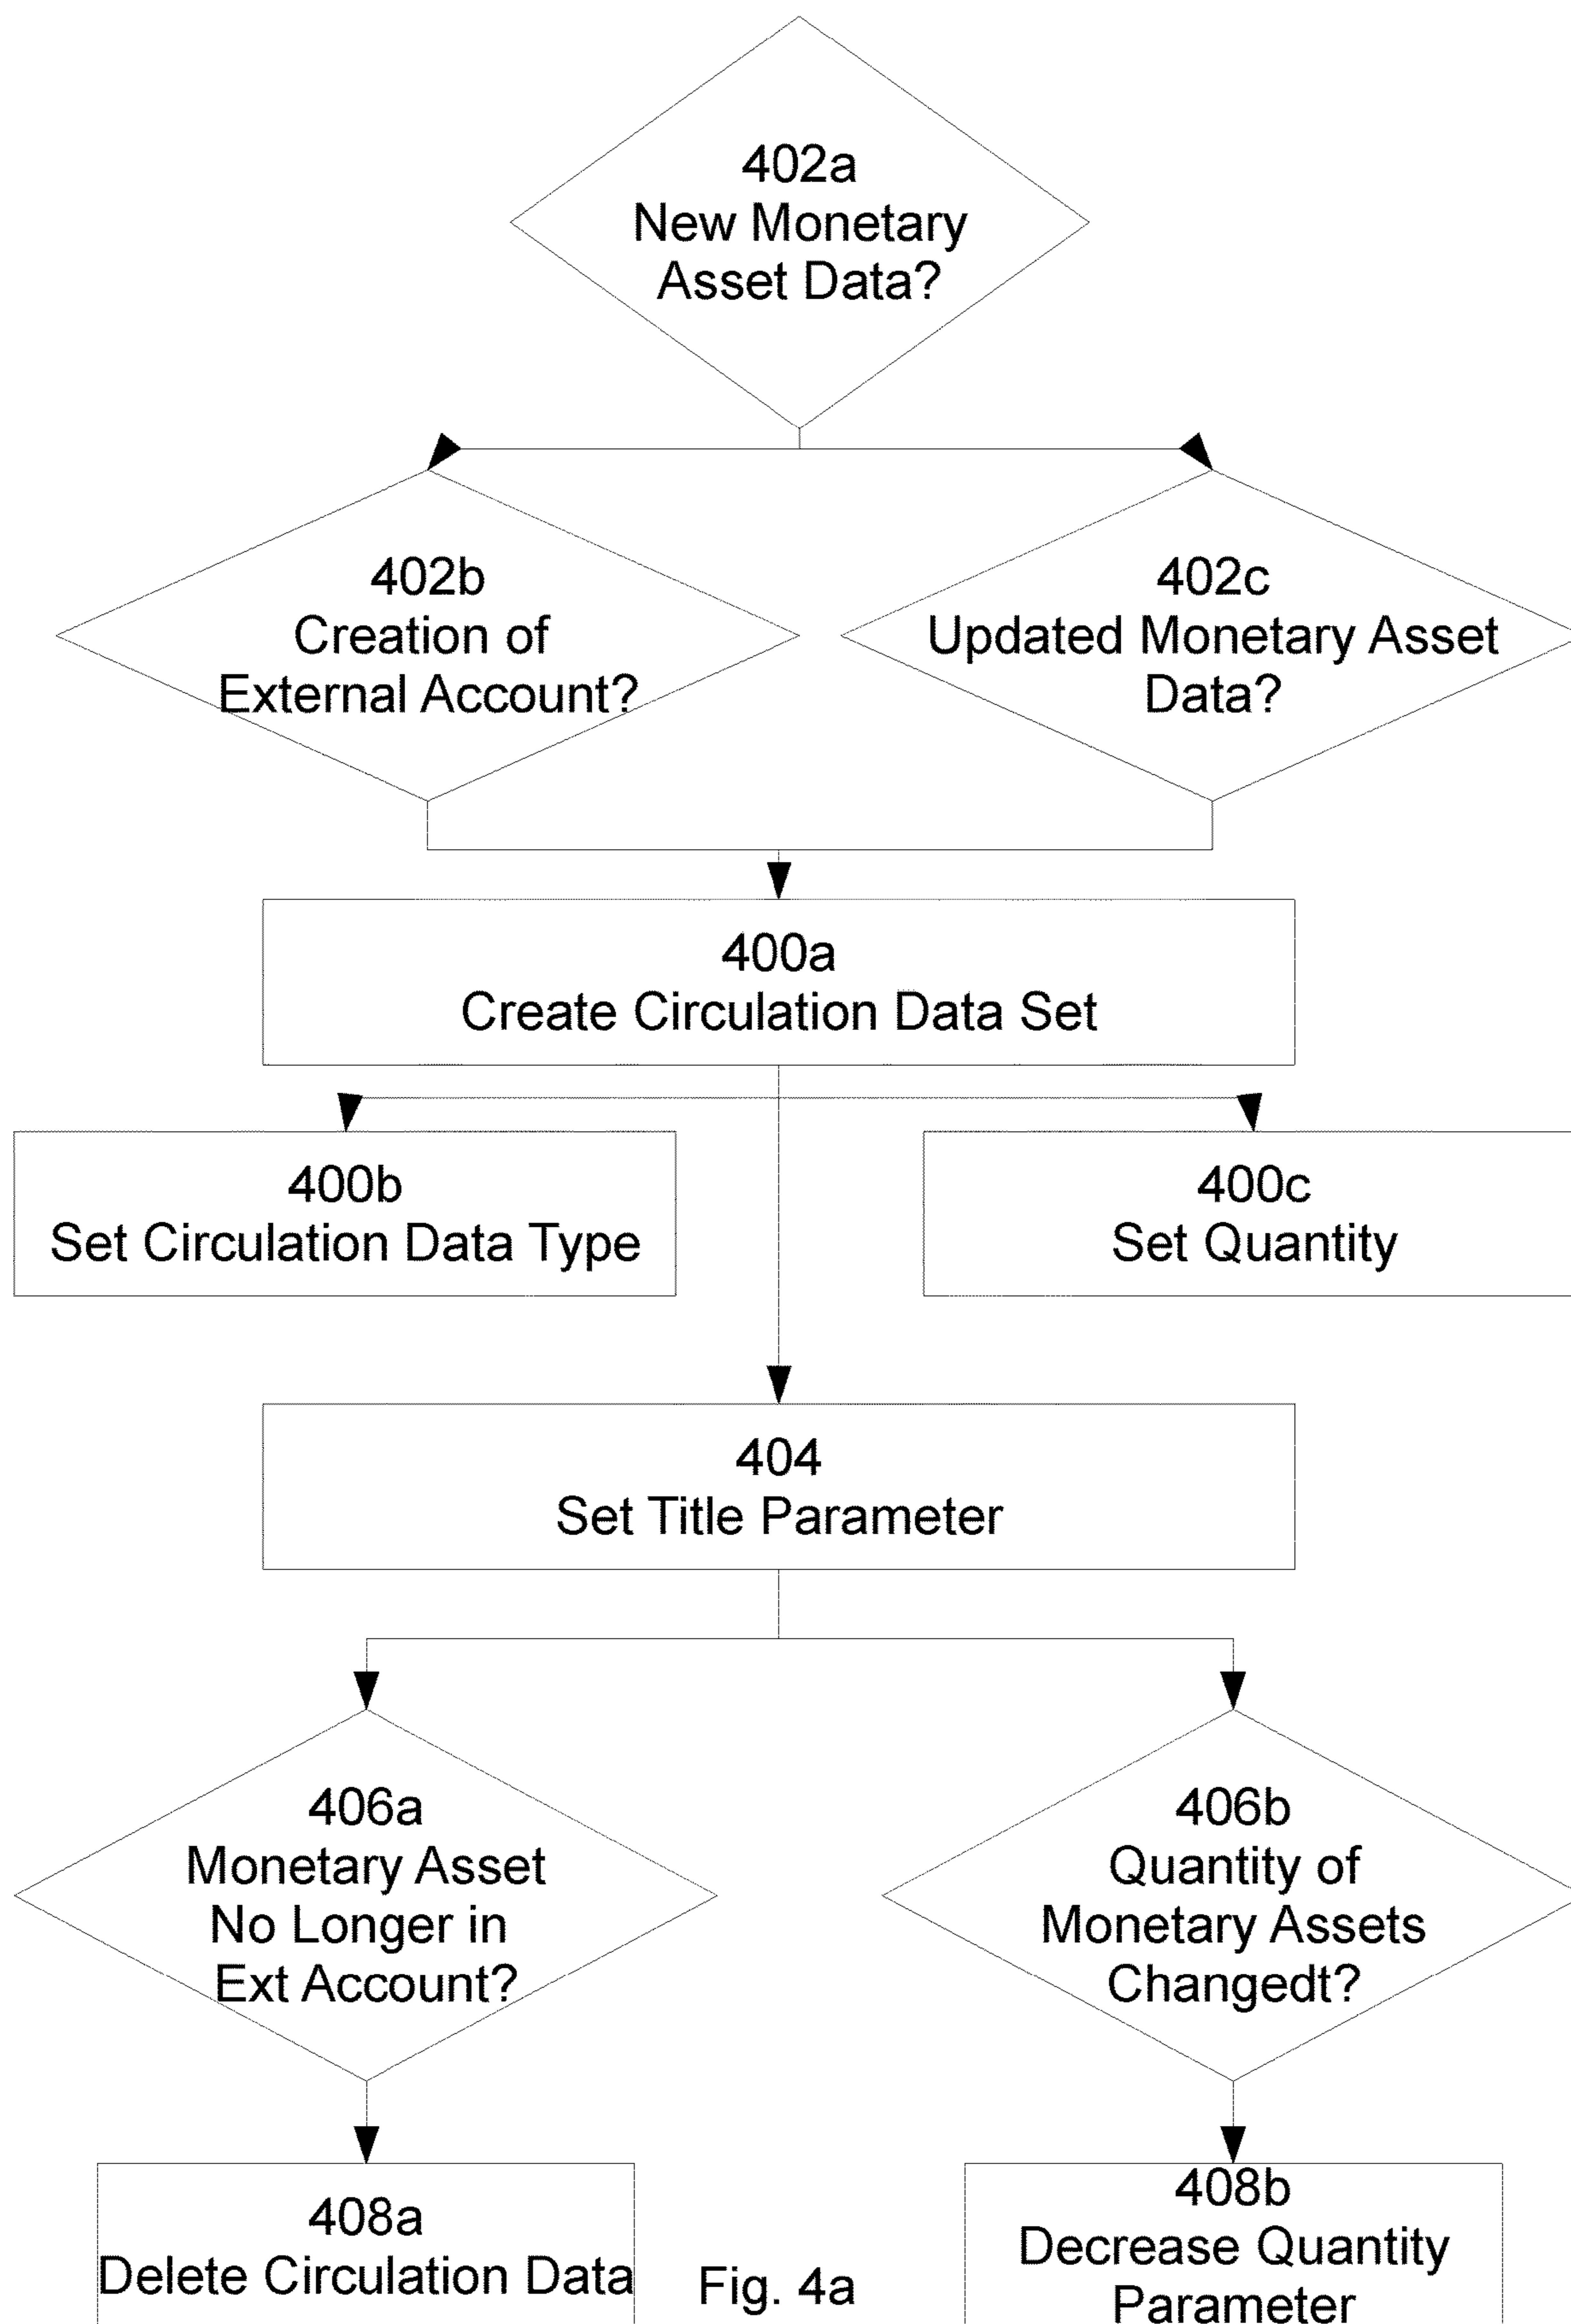 402a
New Monetary
Asset Data?
402b
Creation of
External Account?
402c
Updated Monetary Asset
Data?
400a
Create Circulation Data Set
400b
Set Circulation Data Type
400c
Set Quantity
404
Set Title Parameter
406a
Monetary Asset
No Longer in
Ext Account?
406b
Quantity of
Monetary Assets
Changedt?
408a
Delete Circulation Data
408b
Decrease Quantity
Parameter
Fig. 4a